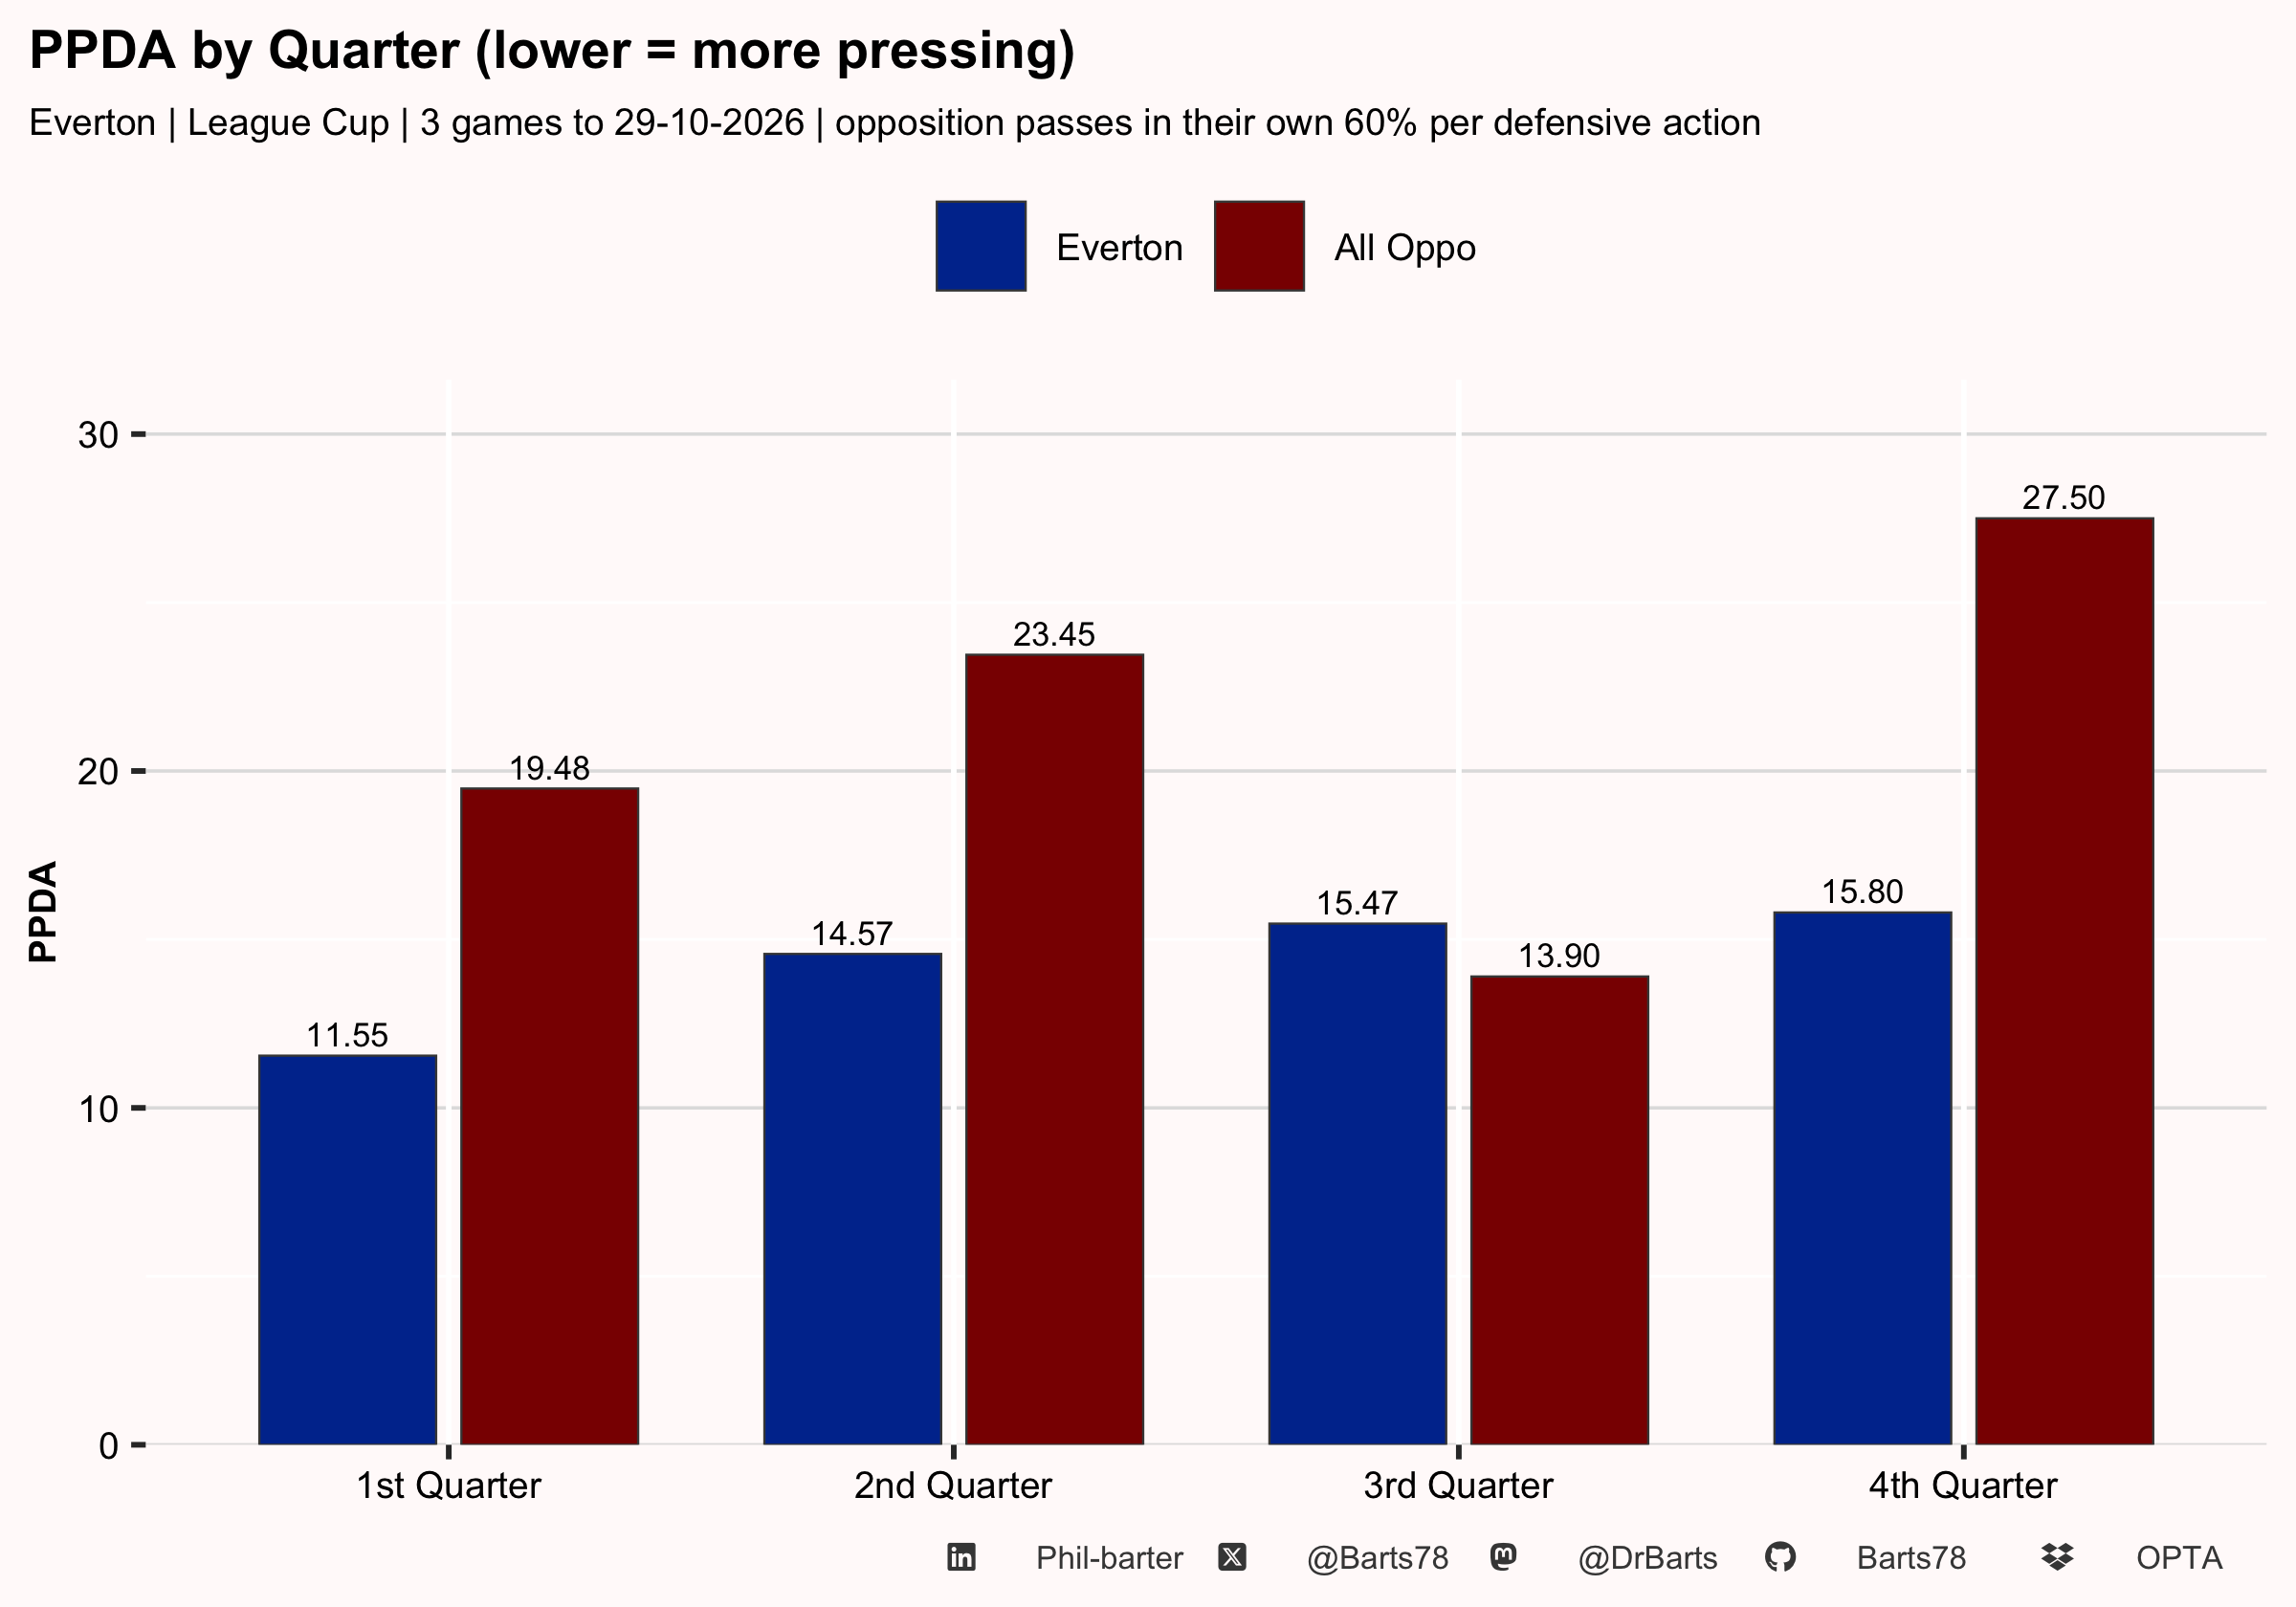 PPDA by Quarter (lower = more pressing)
Everton | League Cup | 3 games to 29-10-2026 | opposition passes in their own 60% per defensive action
Everton All Oppo
PPDA
30
20
10
0
11.55
19.48
14.57
23.45
15.47
13.90
15.80
27.50
1st Quarter 2nd Quarter 3rd Quarter 4th Quarter
Phil-barter @Barts78 @DrBarts Barts78 OPTA